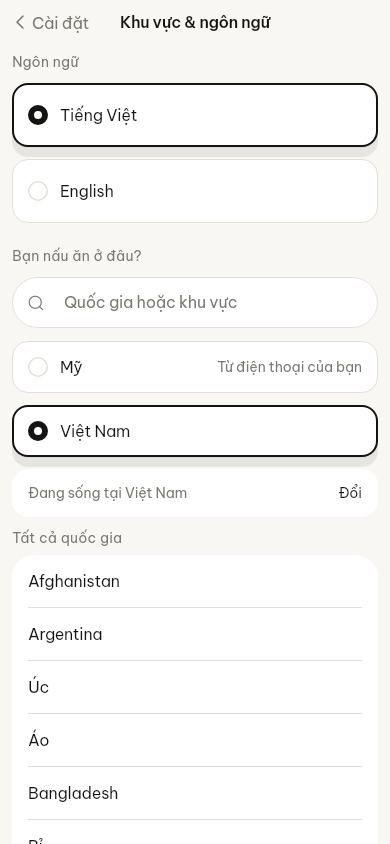 Cài đặt
Khu vực & ngôn ngữ
Ngôn ngữ
Tiếng Việt
English
Bạn nấu ăn ở đâu?
Quốc gia hoặc khu vực
Mỹ
Từ điện thoại của bạn
Việt Nam
Đang sống tại Việt Nam
Đổi
Tất cả quốc gia
Afghanistan
Argentina
Úc
Áo
Bangladesh